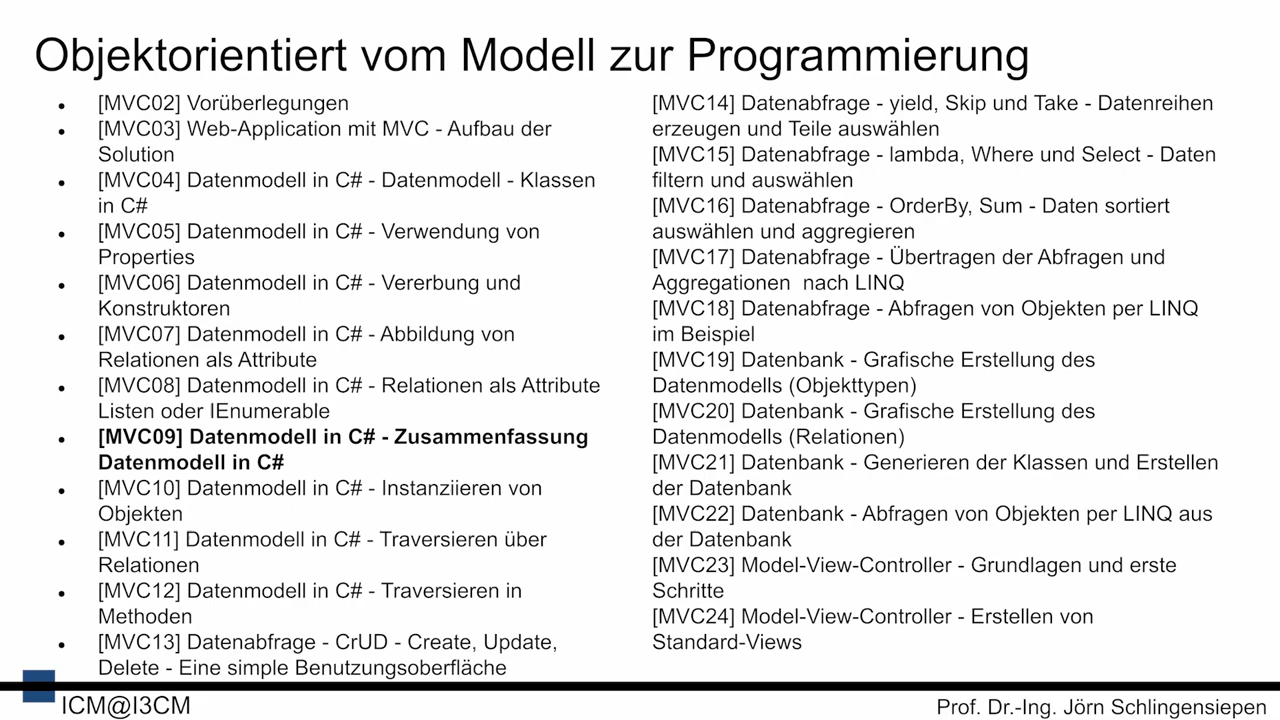 Objektorientiert vom Modell zur Programmierung
[MVC02] Vorüberlegungen
[MVC03] Web-Application mit MVC - Aufbau der
Solution
[MVC04] Datenmodell in C# - Datenmodell - Klassen
in C#
[MVC05] Datenmodell in C# - Verwendung von
Properties
[MVC06] Datenmodell in C# - Vererbung und
Konstruktoren
[MVC07] Datenmodell in C# - Abbildung von
Relationen als Attribute
[MVC08] Datenmodell in C# - Relationen als Attribute
Listen oder IEnumerable
[MVC09] Datenmodell in C# - Zusammenfassung
Datenmodell in C#
[MVC10] Datenmodell in C# - Instanziieren von
Objekten
[MVC11] Datenmodell in C# - Traversieren über
Relationen
[MVC12] Datenmodell in C# - Traversieren in
Methoden
[MVC13] Datenabfrage - CrUD - Create, Update,
Delete - Eine simple Benutzungsoberfläche
[MVC14] Datenabfrage - yield, Skip und Take - Datenreihen
erzeugen und Teile auswählen
[MVC15] Datenabfrage - lambda, Where und Select - Daten
filtern und auswählen
[MVC16] Datenabfrage - OrderBy, Sum - Daten sortiert
auswählen und aggregieren
[MVC17] Datenabfrage - Übertragen der Abfragen und
Aggregationen  nach LINQ
[MVC18] Datenabfrage - Abfragen von Objekten per LINQ
im Beispiel
[MVC19] Datenbank - Grafische Erstellung des
Datenmodells (Objekttypen)
[MVC20] Datenbank - Grafische Erstellung des
Datenmodells (Relationen)
[MVC21] Datenbank - Generieren der Klassen und Erstellen
der Datenbank
[MVC22] Datenbank - Abfragen von Objekten per LINQ aus
der Datenbank
[MVC23] Model-View-Controller - Grundlagen und erste
Schritte
[MVC24] Model-View-Controller - Erstellen von
Standard-Views
ICM@I3CM
Prof. Dr.-Ing. Jörn Schlingensiepen